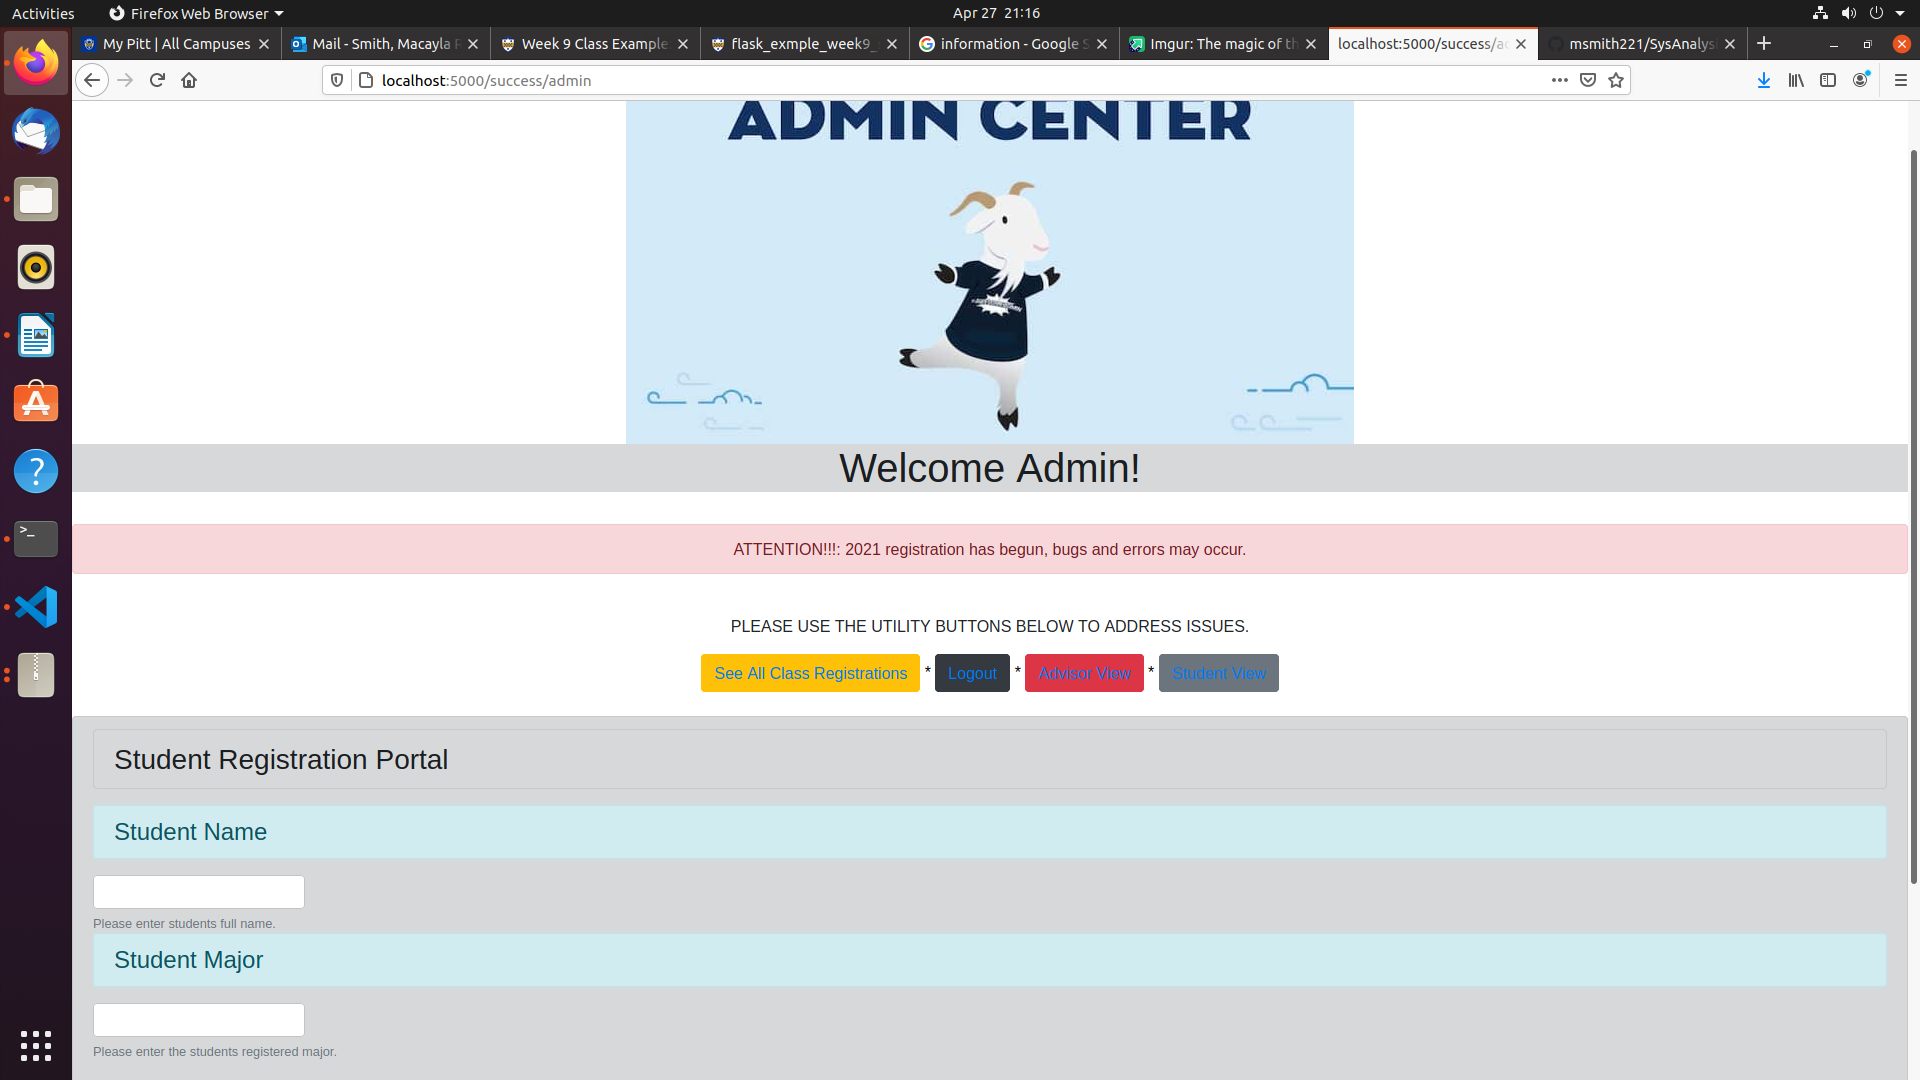 Activities
Firefox Web Browser
Apr 27 21:16
My Pitt | All Campuses
Mail - Smith, Macayla R
Week 9 Class Example
flask_exmple_week9_
information - Google S
Imgur: The magic of th
localhost:5000/success/ad
msmith221/SysAnalysi
localhost:5000/success/admin
ADMIN CENTER
Welcome Admin!
ATTENTION!!!: 2021 registration has begun, bugs and errors may occur.
PLEASE USE THE UTILITY BUTTONS BELOW TO ADDRESS ISSUES.
See All Class Registrations * Logout * Advisor View * Student View
Student Registration Portal
Student Name
Please enter students full name.
Student Major
Please enter the students registered major.